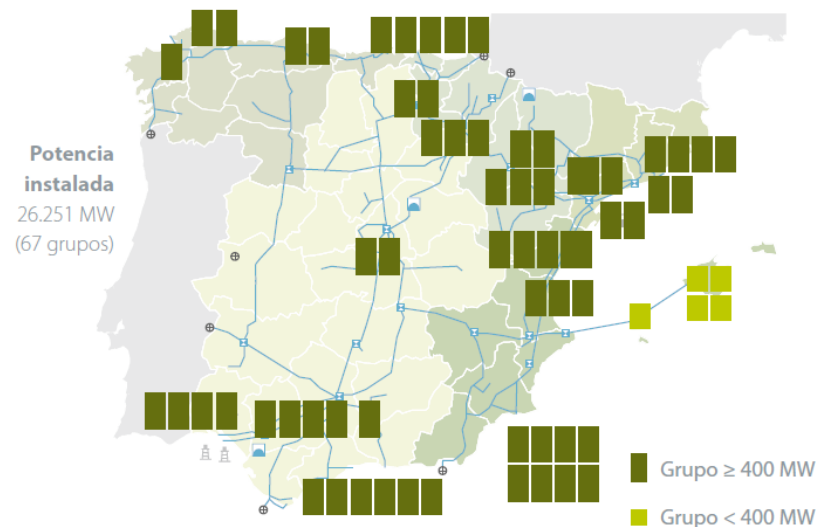 Potencia
instalada
26.251 MW
(67 grupos)
Grupo ≥ 400 MW
Grupo < 400 MW